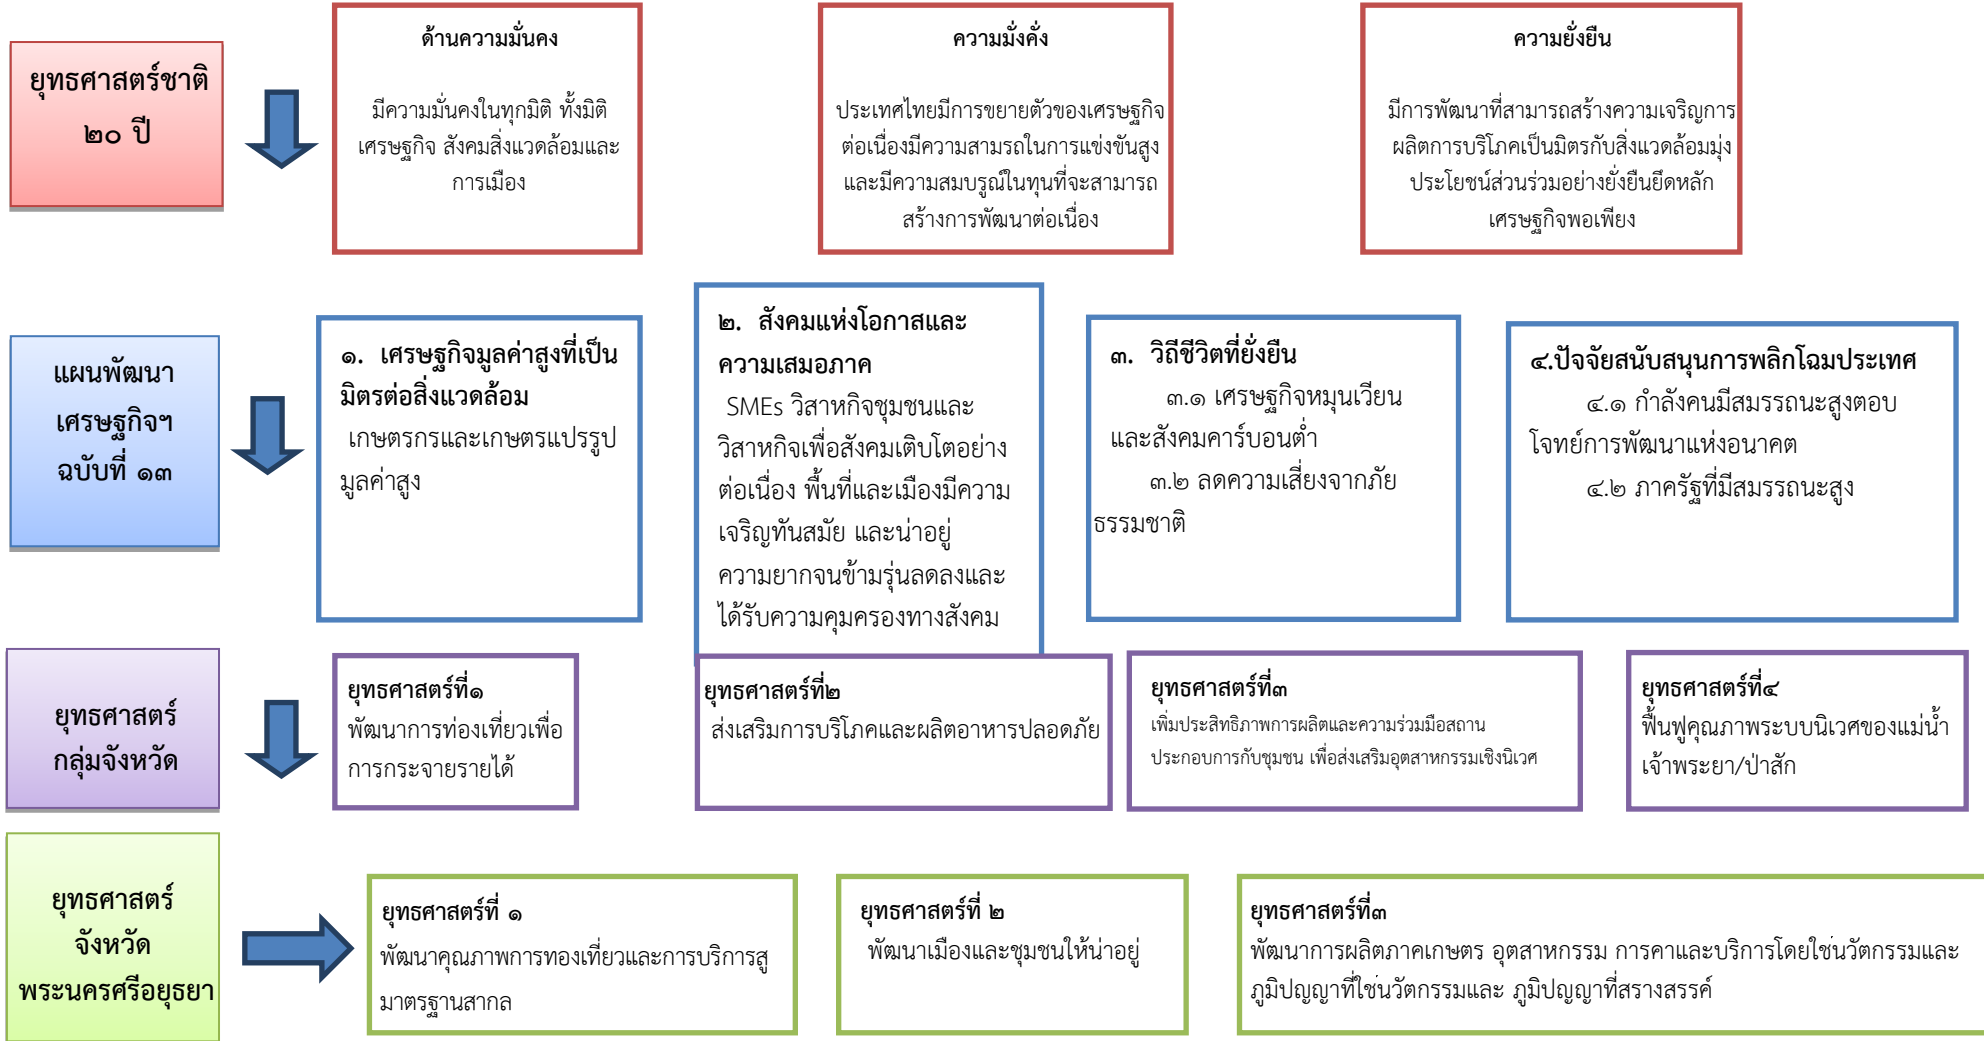 ยุทธศาสตร์ชาติ
๒๐ ปี
ด้านความมั่นคง
มีความมั่นคงในทุกมิติ ทั้งมิติ
เศรษฐกิจ สังคมสิ่งแวดล้อมและ
การเมือง
ความมั่งคั่ง
ประเทศไทยมีการขยายตัวของเศรษฐกิจ
ต่อเนื่องมีความสามรถในการแข่งขันสูง
และมีความสมบรูณ์ในทุนที่จะสามารถ
สร้างการพัฒนาต่อเนื่อง
ความยั่งยืน
มีการพัฒนาที่สามารถสร้างความเจริญการ
ผลิตการบริโภคเป็นมิตรกับสิ่งแวดล้อมมุ่ง
ประโยชน์ส่วนร่วมอย่างยั่งยืนยึดหลัก
เศรษฐกิจพอเพียง
แผนพัฒนา
เศรษฐกิจฯ
ฉบับที่ ๑๓
๑. เศรษฐกิจมูลค่าสูงที่เป็น
มิตรต่อสิ่งแวดล้อม
เกษตรกรและเกษตรแปรรูป
มูลค่าสูง
๒. สังคมแห่งโอกาสและ
ความเสมอภาค
SMEs วิสาหกิจชุมชนและ
วิสาหกิจเพื่อสังคมเติบโตอย่าง
ต่อเนื่อง พื้นที่และเมืองมีความ
เจริญทันสมัย และน่าอยู่
ความยากจนข้ามรุ่นลดลงและ
ได้รับความคุมครองทางสังคม
๓. วิถีชีวิตที่ยั่งยืน
๓.๑ เศรษฐกิจหมุนเวียน
และสังคมคาร์บอนต่ำ
๓.๒ ลดความเสี่ยงจากภัย
ธรรมชาติ
๔.ปัจจัยสนับสนุนการพลิกโฉมประเทศ
๔.๑ กำลังคนมีสมรรถนะสูงตอบ
โจทย์การพัฒนาแห่งอนาคต
๔.๒ ภาครัฐที่มีสมรรถนะสูง
ยุทธศาสตร์
กลุ่มจังหวัด
ยุทธศาสตร์ที่๑
พัฒนาการท่องเที่ยวเพื่อ
การกระจายรายได้
ยุทธศาสตร์ที่๒
ส่งเสริมการบริโภคและผลิตอาหารปลอดภัย
ยุทธศาสตร์ที่๓
เพิ่มประสิทธิภาพการผลิตและความร่วมมือสถาน
ประกอบการกับชุมชน เพื่อส่งเสริมอุตสาหกรรมเชิงนิเวศ
ยุทธศาสตร์ที่๔
ฟื้นฟูคุณภาพระบบนิเวศของแม่น้ำ
เจ้าพระยา/ป่าสัก
ยุทธศาสตร์
จังหวัด
พระนครศรีอยุธยา
ยุทธศาสตร์ที่ ๑
พัฒนาคุณภาพการทองเที่ยวและการบริการสู
มาตรฐานสากล
ยุทธศาสตร์ที่ ๒
พัฒนาเมืองและชุมชนให้น่าอยู่
ยุทธศาสตร์ที่๓
พัฒนาการผลิตภาคเกษตร อุตสาหกรรม การคาและบริการโดยใช่นวัตกรรมและ
ภูมิปญญาที่ใช่นวัตกรรมและ ภูมิปญญาที่สรางสรรค์